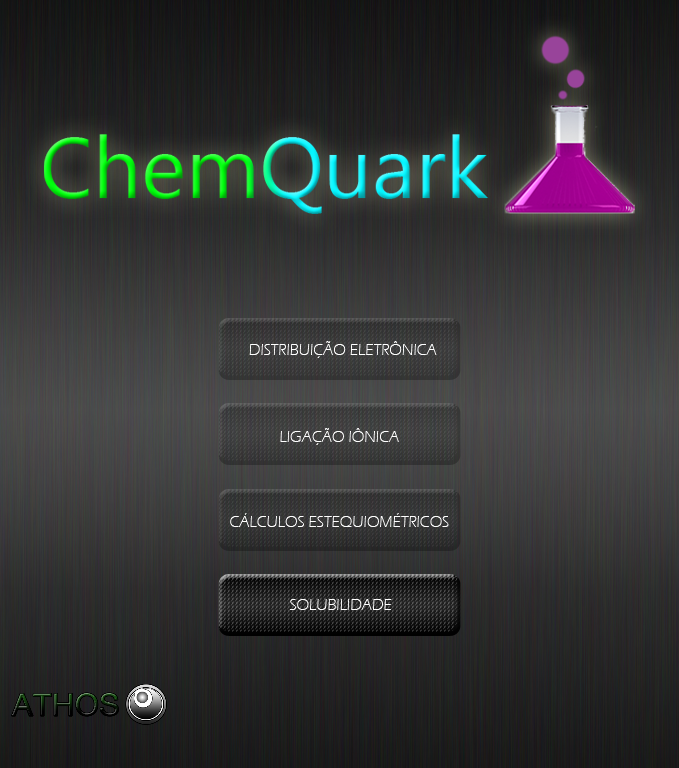 ChemQuark
DISTRIBUIÇÃO ELETRÔNICA
LIGAÇÃO IÔNICA
CÁLCULOS ESTEQUIOMÉTRICOS
SOLUBILIDADE
ATHOS